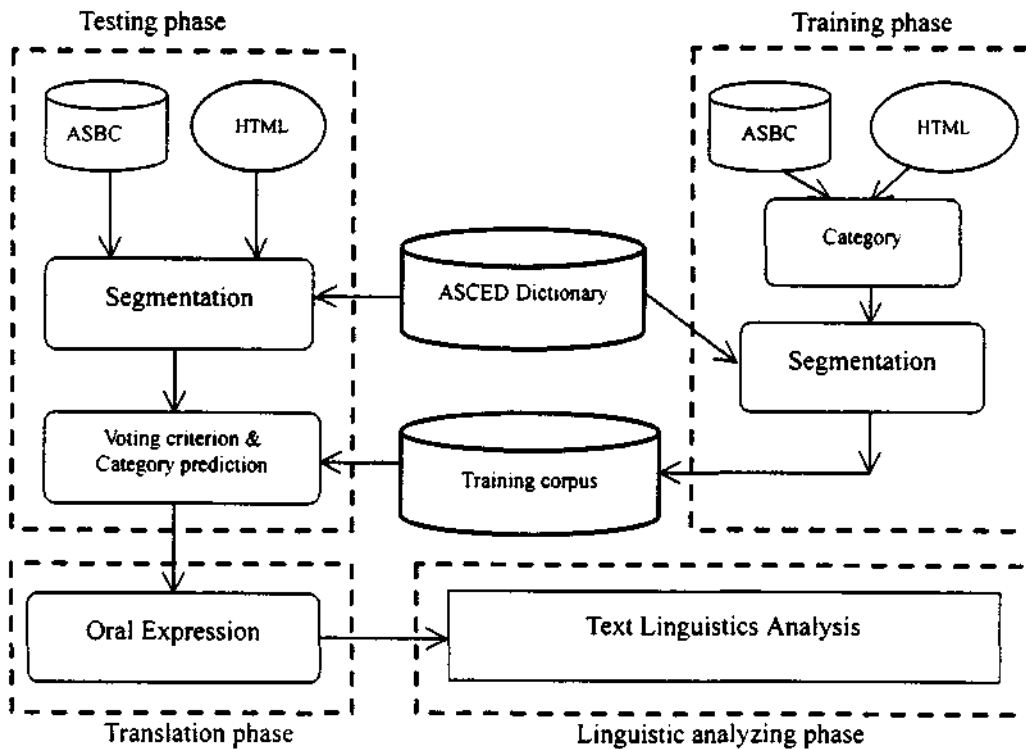 Testing phase
Training phase
ASBC
HTML
ASBC
HTML
Category
ASCED Dictionary
Segmentation
Segmentation
Voting criterion &
Category prediction
Training corpus
Oral Expression
Text Linguistics Analysis
Translation phase
Linguistic analyzing phase